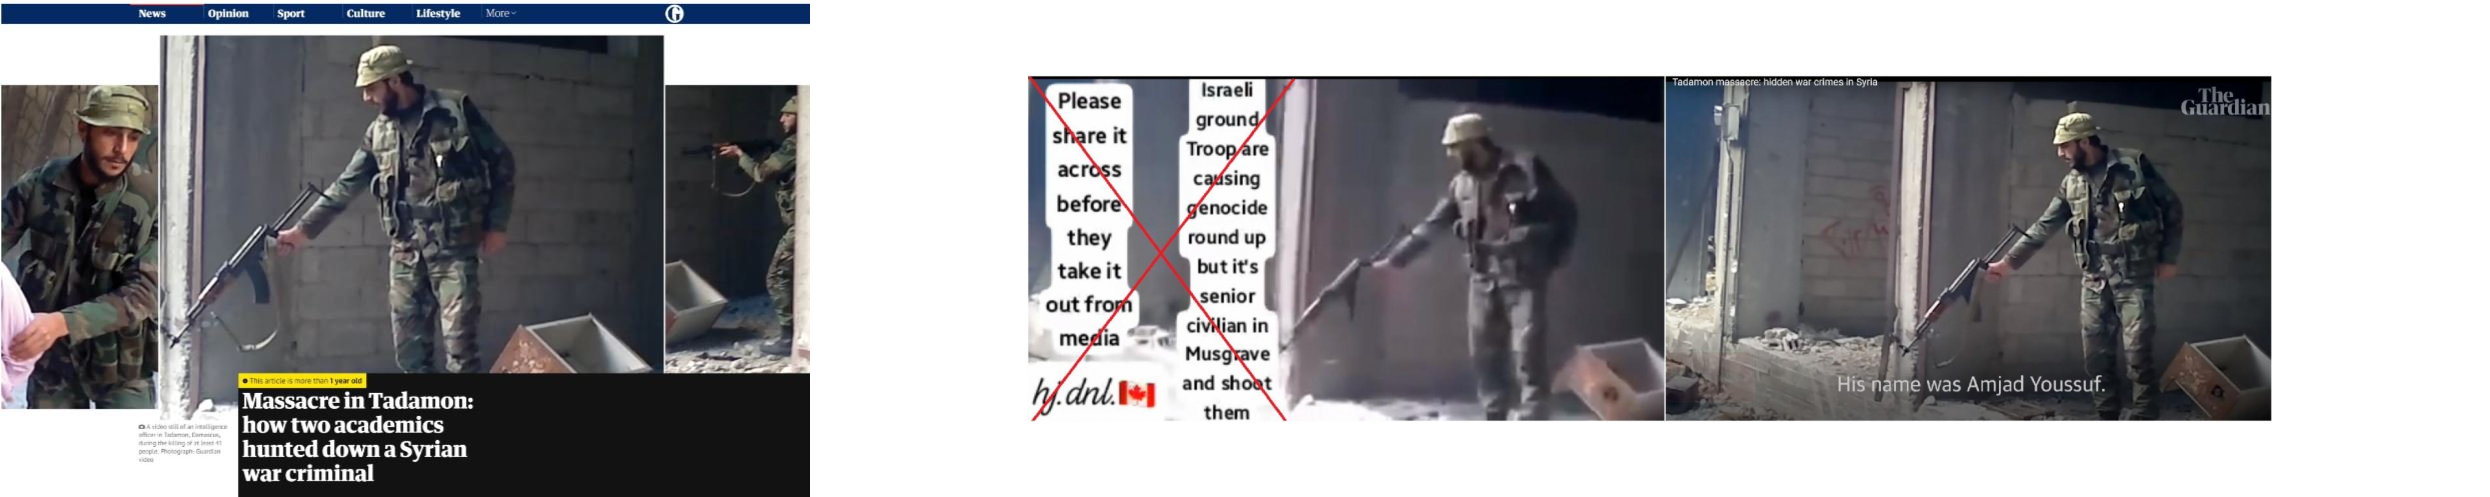 News Opinion Sport Culture Lifestyle More
This article is more than 1 year old
Massacre in Tadamon:
how two academics
hunted down a Syrian
war criminal
A video still of an intelligence
officer in Tadamon, Damascus,
during the killing of at least 41
people. Photograph: Guardian
video
Please
share it
across
before
they
take it
out from
media
hj.dnl.
Israeli
ground
Troop are
causing
genocide
round up
but it's
senior
civilian in
Musgrave
and shoot
them
Tadamon massacre: hidden war crimes in Syria
The
Guardian
His name was Amjad Youssuf.